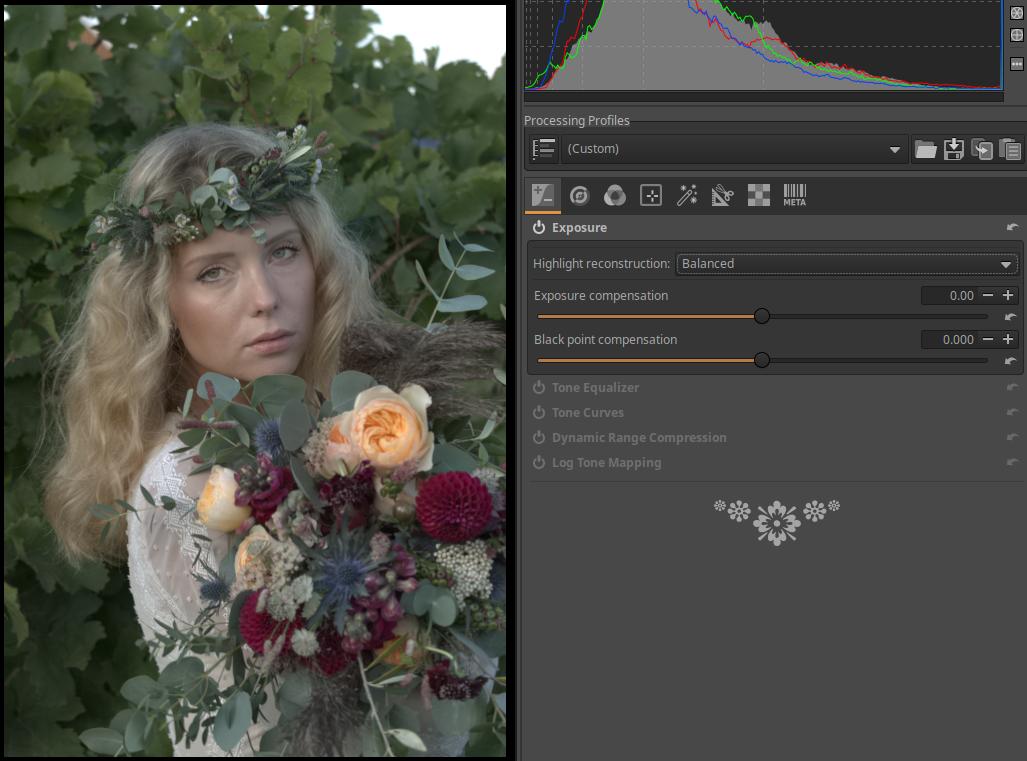 Processing Profiles
(Custom)
META
Exposure
Highlight reconstruction: Balanced
Exposure compensation 0.00
Black point compensation 0.000
Tone Equalizer
Tone Curves
Dynamic Range Compression
Log Tone Mapping